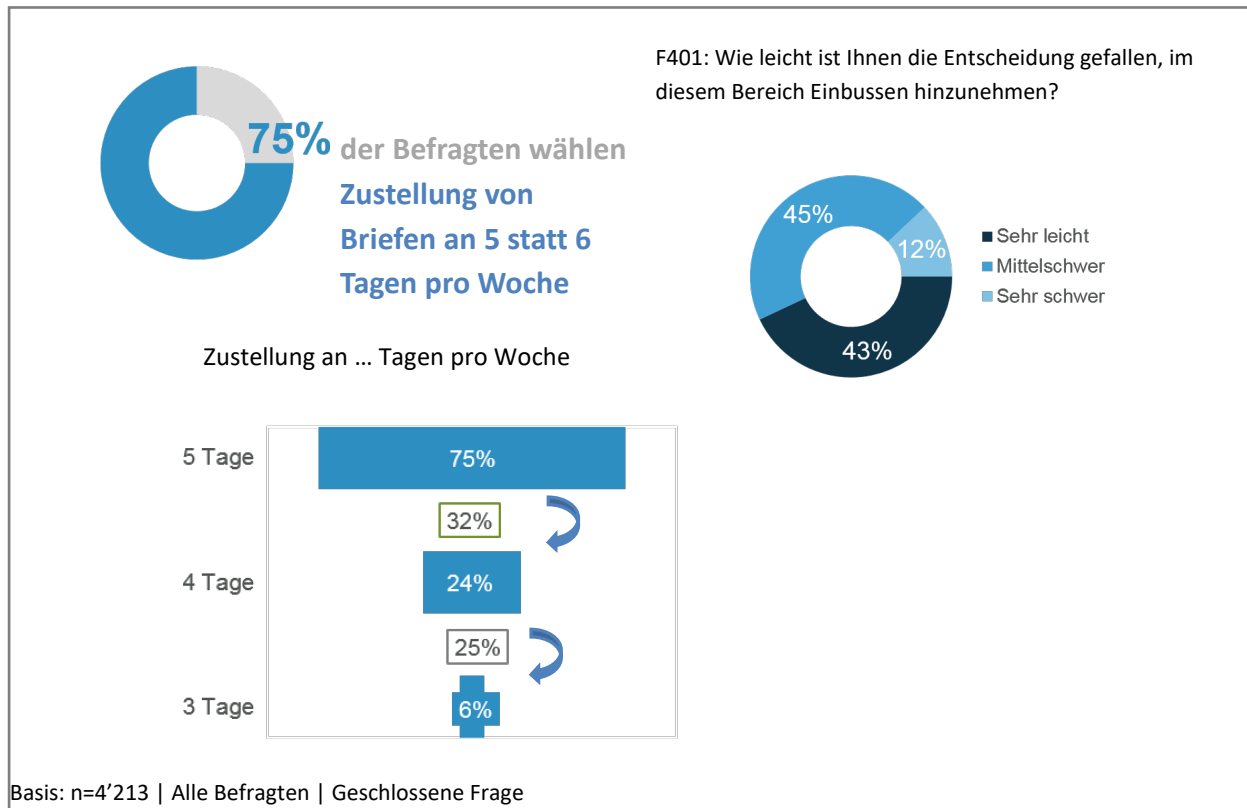 75% der Befragten wählen
Zustellung von
Briefen an 5 statt 6
Tagen pro Woche
F401: Wie leicht ist Ihnen die Entscheidung gefallen, im
diesem Bereich Einbussen hinzunehmen?
45%
12%
43%
Sehr leicht
Mittelschwer
Sehr schwer
Zustellung an ... Tagen pro Woche
5 Tage
75%
32%
4 Tage
24%
25%
3 Tage
6%
Basis: n=4’213 | Alle Befragten | Geschlossene Frage